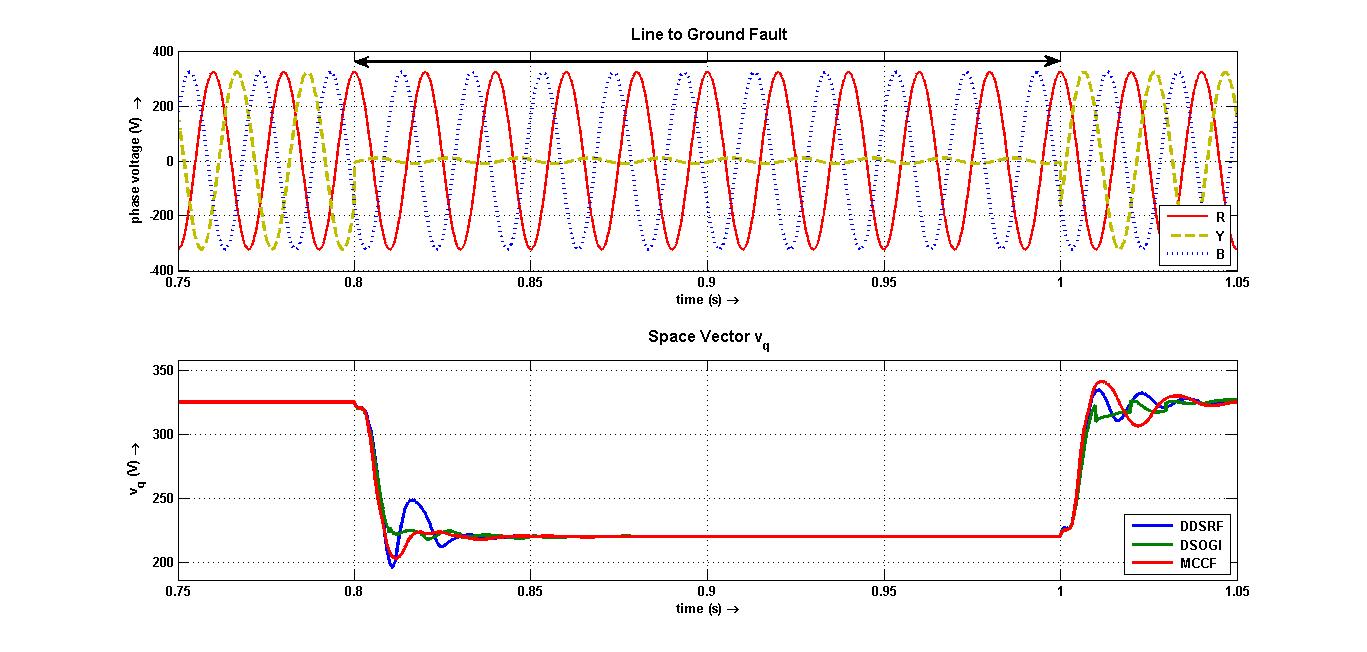 Line to Ground Fault
400
200
0
-200
-400
phase voltage (V) →
R
Y
B
0.75
0.8
0.85
0.9
0.95
1
1.05
time (s) →
Space Vector vq
350
300
250
200
vq (V) →
DDSRF
DSOGI
MCCF
0.75
0.8
0.85
0.9
0.95
1
1.05
time (s) →